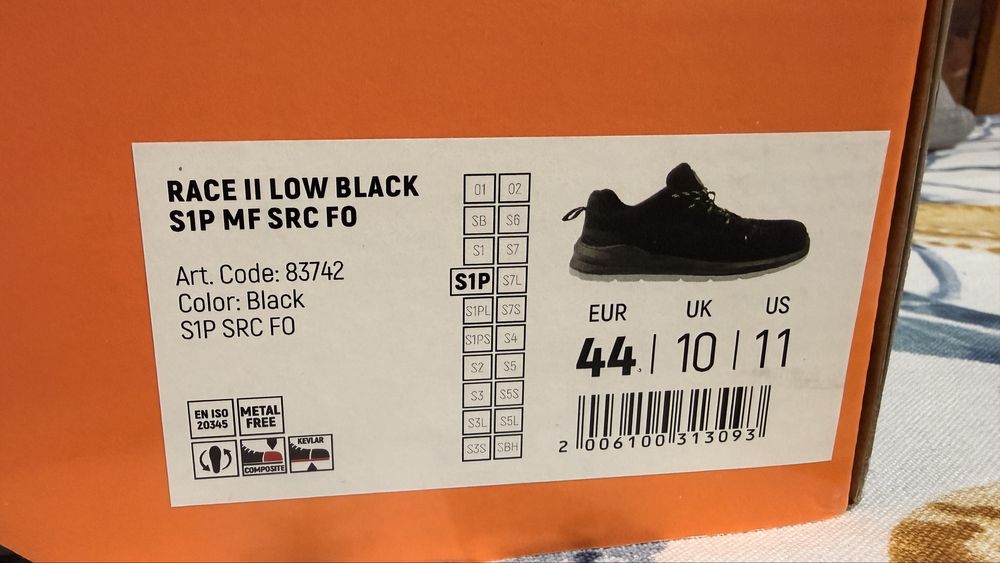 RACE II LOW BLACK
S1P MF SRC FO
Art. Code: 83742
Color: Black
S1P SRC FO
EN ISO
20345
METAL
FREE
COMPOSITE
KEVLAR
01 02
SB S6
S1 S7
S1P S7L
S1PL S7S
S1PS S4
S2 S5
S3 S5S
S3L S5L
S3S SBH
EUR UK US
44 | 10 | 11
2 006100 313093